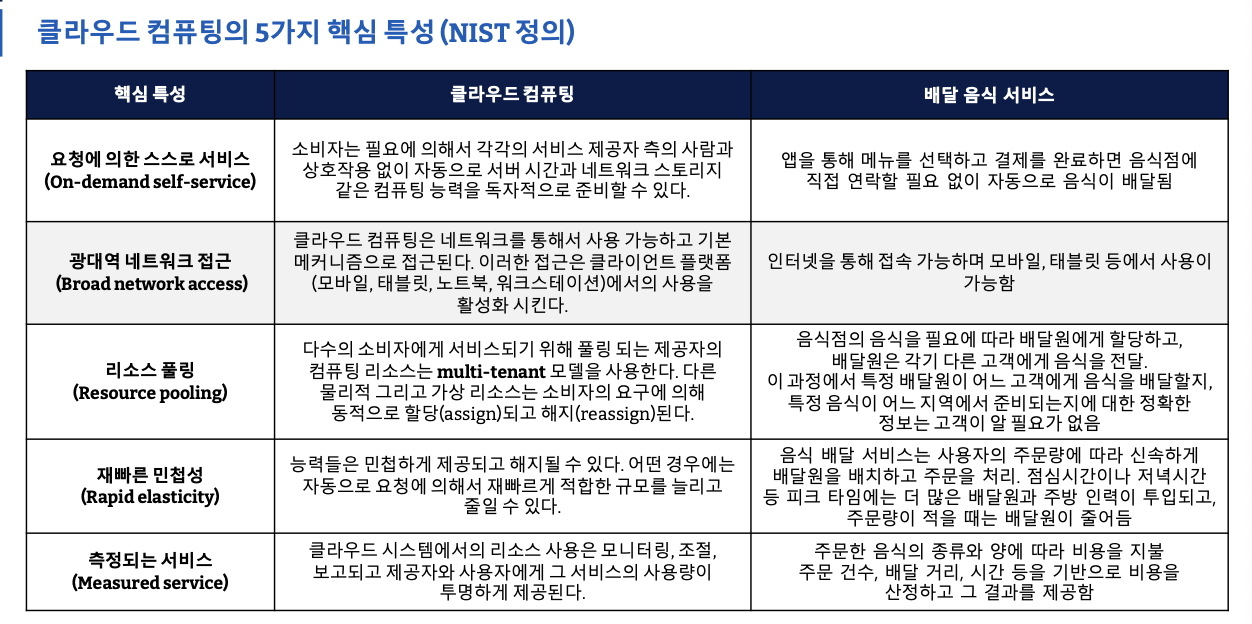 클라우드 컴퓨팅의 5가지 핵심 특성 (NIST 정의)
핵심 특성
클라우드 컴퓨팅
배달 음식 서비스
요청에 의한 스스로 서비스
(On-demand self-service)
소비자는 필요에 의해서 각각의 서비스 제공자 측의 사람과
상호작용 없이 자동으로 서버 시간과 네트워크 스토리지
같은 컴퓨팅 능력을 독자적으로 준비할 수 있다.
앱을 통해 메뉴를 선택하고 결제를 완료하면 음식점에
직접 연락할 필요 없이 자동으로 음식이 배달됨
광대역 네트워크 접근
(Broad network access)
클라우드 컴퓨팅은 네트워크를 통해서 사용 가능하고 기본
메커니즘으로 접근된다. 이러한 접근은 클라이언트 플랫폼
(모바일, 태블릿, 노트북, 워크스테이션)에서의 사용을
활성화 시킨다.
인터넷을 통해 접속 가능하며 모바일, 태블릿 등에서 사용이
가능함
리소스 풀링
(Resource pooling)
다수의 소비자에게 서비스되기 위해 풀링 되는 제공자의
컴퓨팅 리소스는 multi-tenant 모델을 사용한다. 다른
물리적 그리고 가상 리소스는 소비자의 요구에 의해
동적으로 할당(assign)되고 해지(reassign)된다.
음식점의 음식을 필요에 따라 배달원에게 할당하고,
배달원은 각기 다른 고객에게 음식을 전달.
이 과정에서 특정 배달원이 어느 고객에게 음식을 배달할지,
특정 음식이 어느 지역에서 준비되는지에 대한 정확한
정보는 고객이 알 필요가 없음
재빠른 민첩성
(Rapid elasticity)
능력들은 민첩하게 제공되고 해지될 수 있다. 어떤 경우에는
자동으로 요청에 의해서 재빠르게 적합한 규모를 늘리고
줄일 수 있다.
음식 배달 서비스는 사용자의 주문량에 따라 신속하게
배달원을 배치하고 주문을 처리. 점심시간이나 저녁시간
등 피크 타임에는 더 많은 배달원과 주방 인력이 투입되고,
주문량이 적을 때는 배달원이 줄어듬
측정되는 서비스
(Measured service)
클라우드 시스템에서의 리소스 사용은 모니터링, 조절,
보고되고 제공자와 사용자에게 그 서비스의 사용량이
투명하게 제공된다.
주문한 음식의 종류와 양에 따라 비용을 지불
주문 건수, 배달 거리, 시간 등을 기반으로 비용을
산정하고 그 결과를 제공함